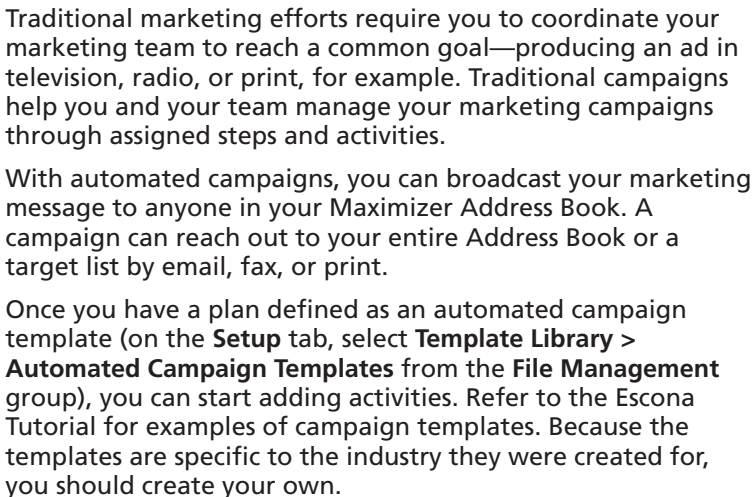 Traditional marketing efforts require you to coordinate your
marketing team to reach a common goal—producing an ad in
television, radio, or print, for example. Traditional campaigns
help you and your team manage your marketing campaigns
through assigned steps and activities.
With automated campaigns, you can broadcast your marketing
message to anyone in your Maximizer Address Book. A
campaign can reach out to your entire Address Book or a
target list by email, fax, or print.
Once you have a plan defined as an automated campaign
template (on the Setup tab, select Template Library >
Automated Campaign Templates from the File Management
group), you can start adding activities. Refer to the Escona
Tutorial for examples of campaign templates. Because the
templates are specific to the industry they were created for,
you should create your own.